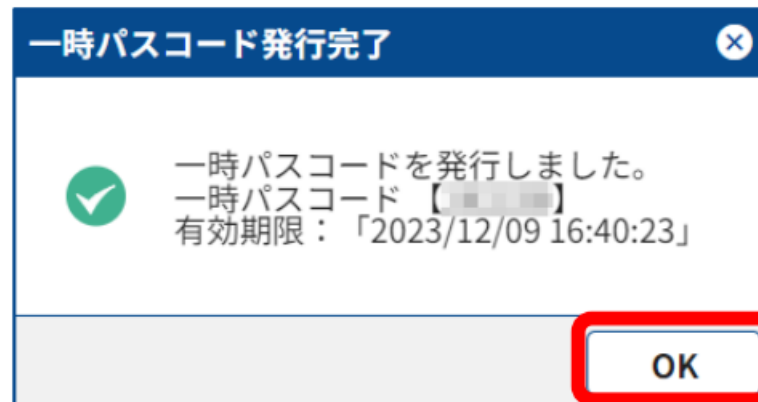 一時パスコード発行完了
一時パスコードを発行しました。
一時パスコード 【】
有効期限：「2023/12/09 16:40:23」
OK